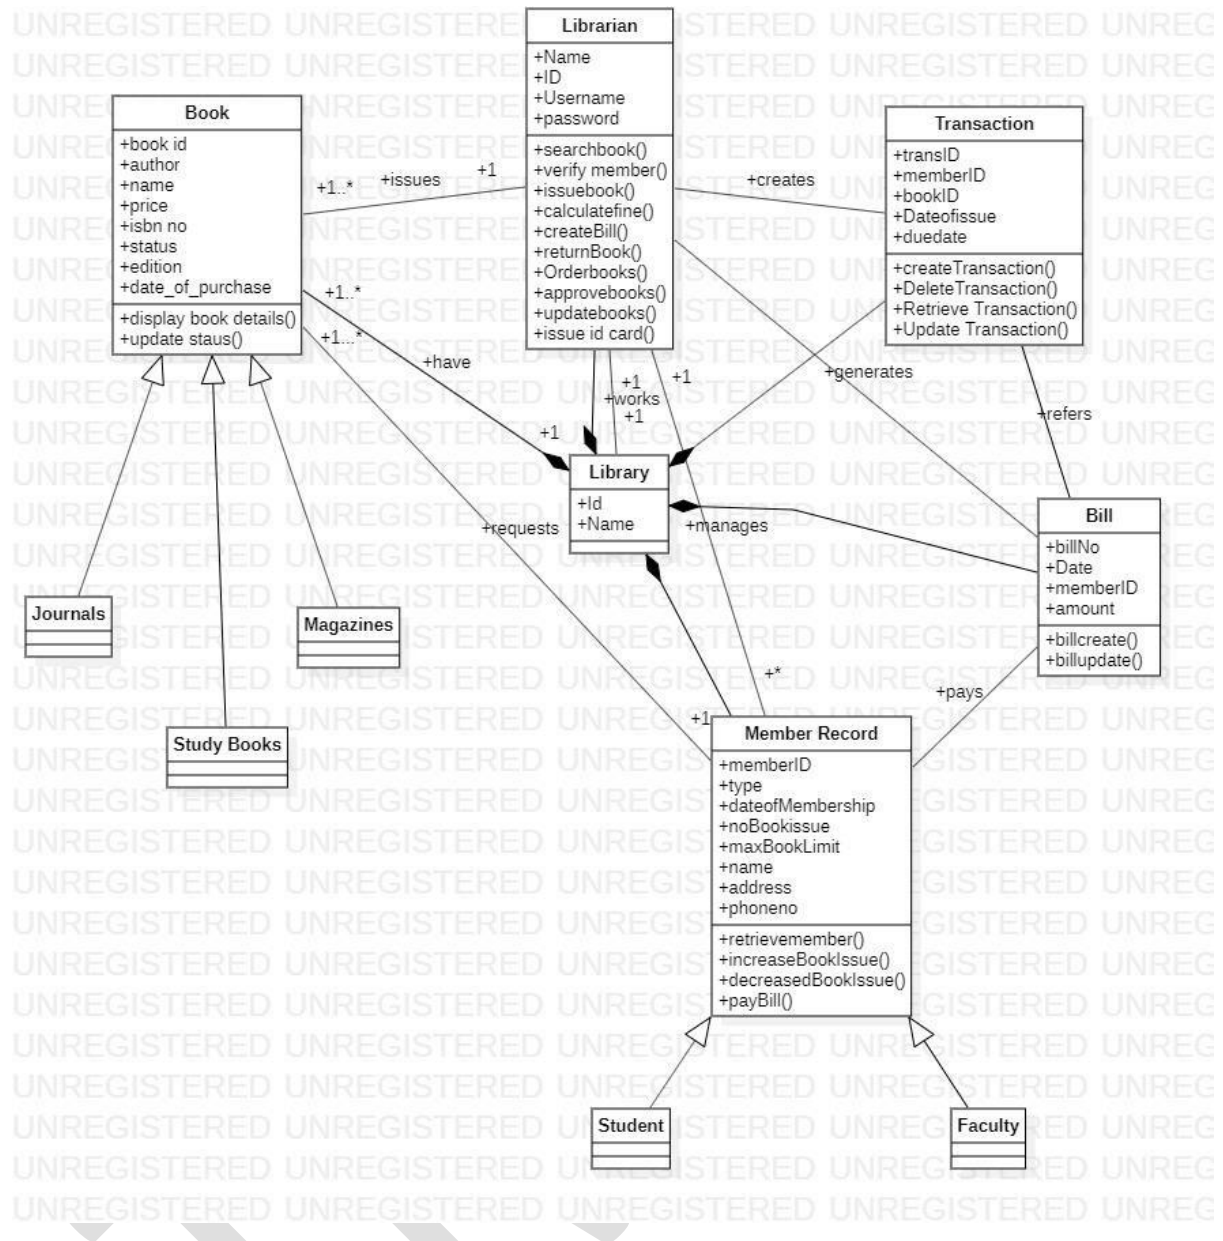 Librarian
+Name
+ID
+Username
+password
+searchbook()
+verify member()
+issuebook()
+calculatefine()
+createBill()
+returnBook()
+Orderbooks()
+approvebooks()
+updatebooks()
+issue id card()
Book
+book id
+author
+name
+price
+isbn no
+status
+edition
+date_of_purchase
+display book details()
+update staus()
Transaction
+transID
+memberID
+bookID
+Dateofissue
+duedate
+createTransaction()
+DeleteTransaction()
+Retrieve Transaction()
+Update Transaction()
+1..*
+issues
+1
+creates
+1..*
+1...*
+have
+1
+works
+1
+1
+generates
+refers
+1
Library
+Id
+Name
+requests
+manages
Bill
+billNo
+Date
+memberID
+amount
+billcreate()
+billupdate()
Journals
Magazines
Study Books
+*
+pays
+1
Member Record
+memberID
+type
+dateofMembership
+noBookissue
+maxBookLimit
+name
+address
+phoneno
+retrievemember()
+increaseBookIssue()
+decreasedBookIssue()
+payBill()
Student
Faculty
UNREGISTERED